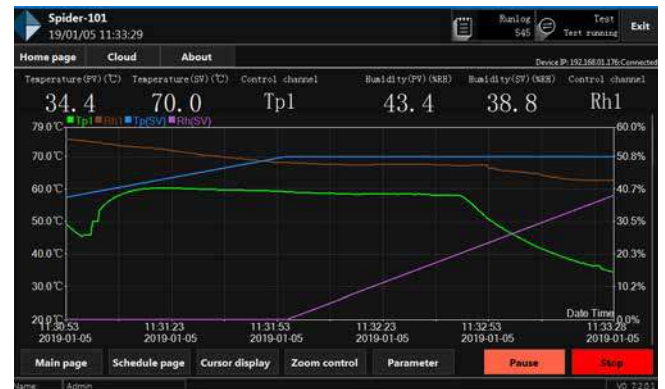 Spider-101
19/01/05 11:33:29
Runlog
545
Test
Test running
Exit
Home page Cloud About
Device IP: 192.168.01.176:Connected
Temperature(PV)(℃) Temperature(SV)(℃) Control channel Humidity(PV)(%RH) Humidity(SV)(%RH) Control channel
34.4 70.0 Tp1 43.4 38.8 Rh1
79.0℃ Tp1 Rh1 Tp(SV) Rh(SV) 60.0%
70.0℃ 50.8%
60.0℃ 40.7%
50.0℃ 30.5%
40.0℃ 20.3%
30.0℃ 10.2%
Date Time
20.0℃ 0.0%
11:30:53 11:31:23 11:31:53 11:32:23 11:32:53 11:33:28
2019-01-05 2019-01-05 2019-01-05 2019-01-05 2019-01-05 2019-01-05
Main page Schedule page Cursor display Zoom control Parameter Pause Stop
Name: Admin V0.7.2.0.1